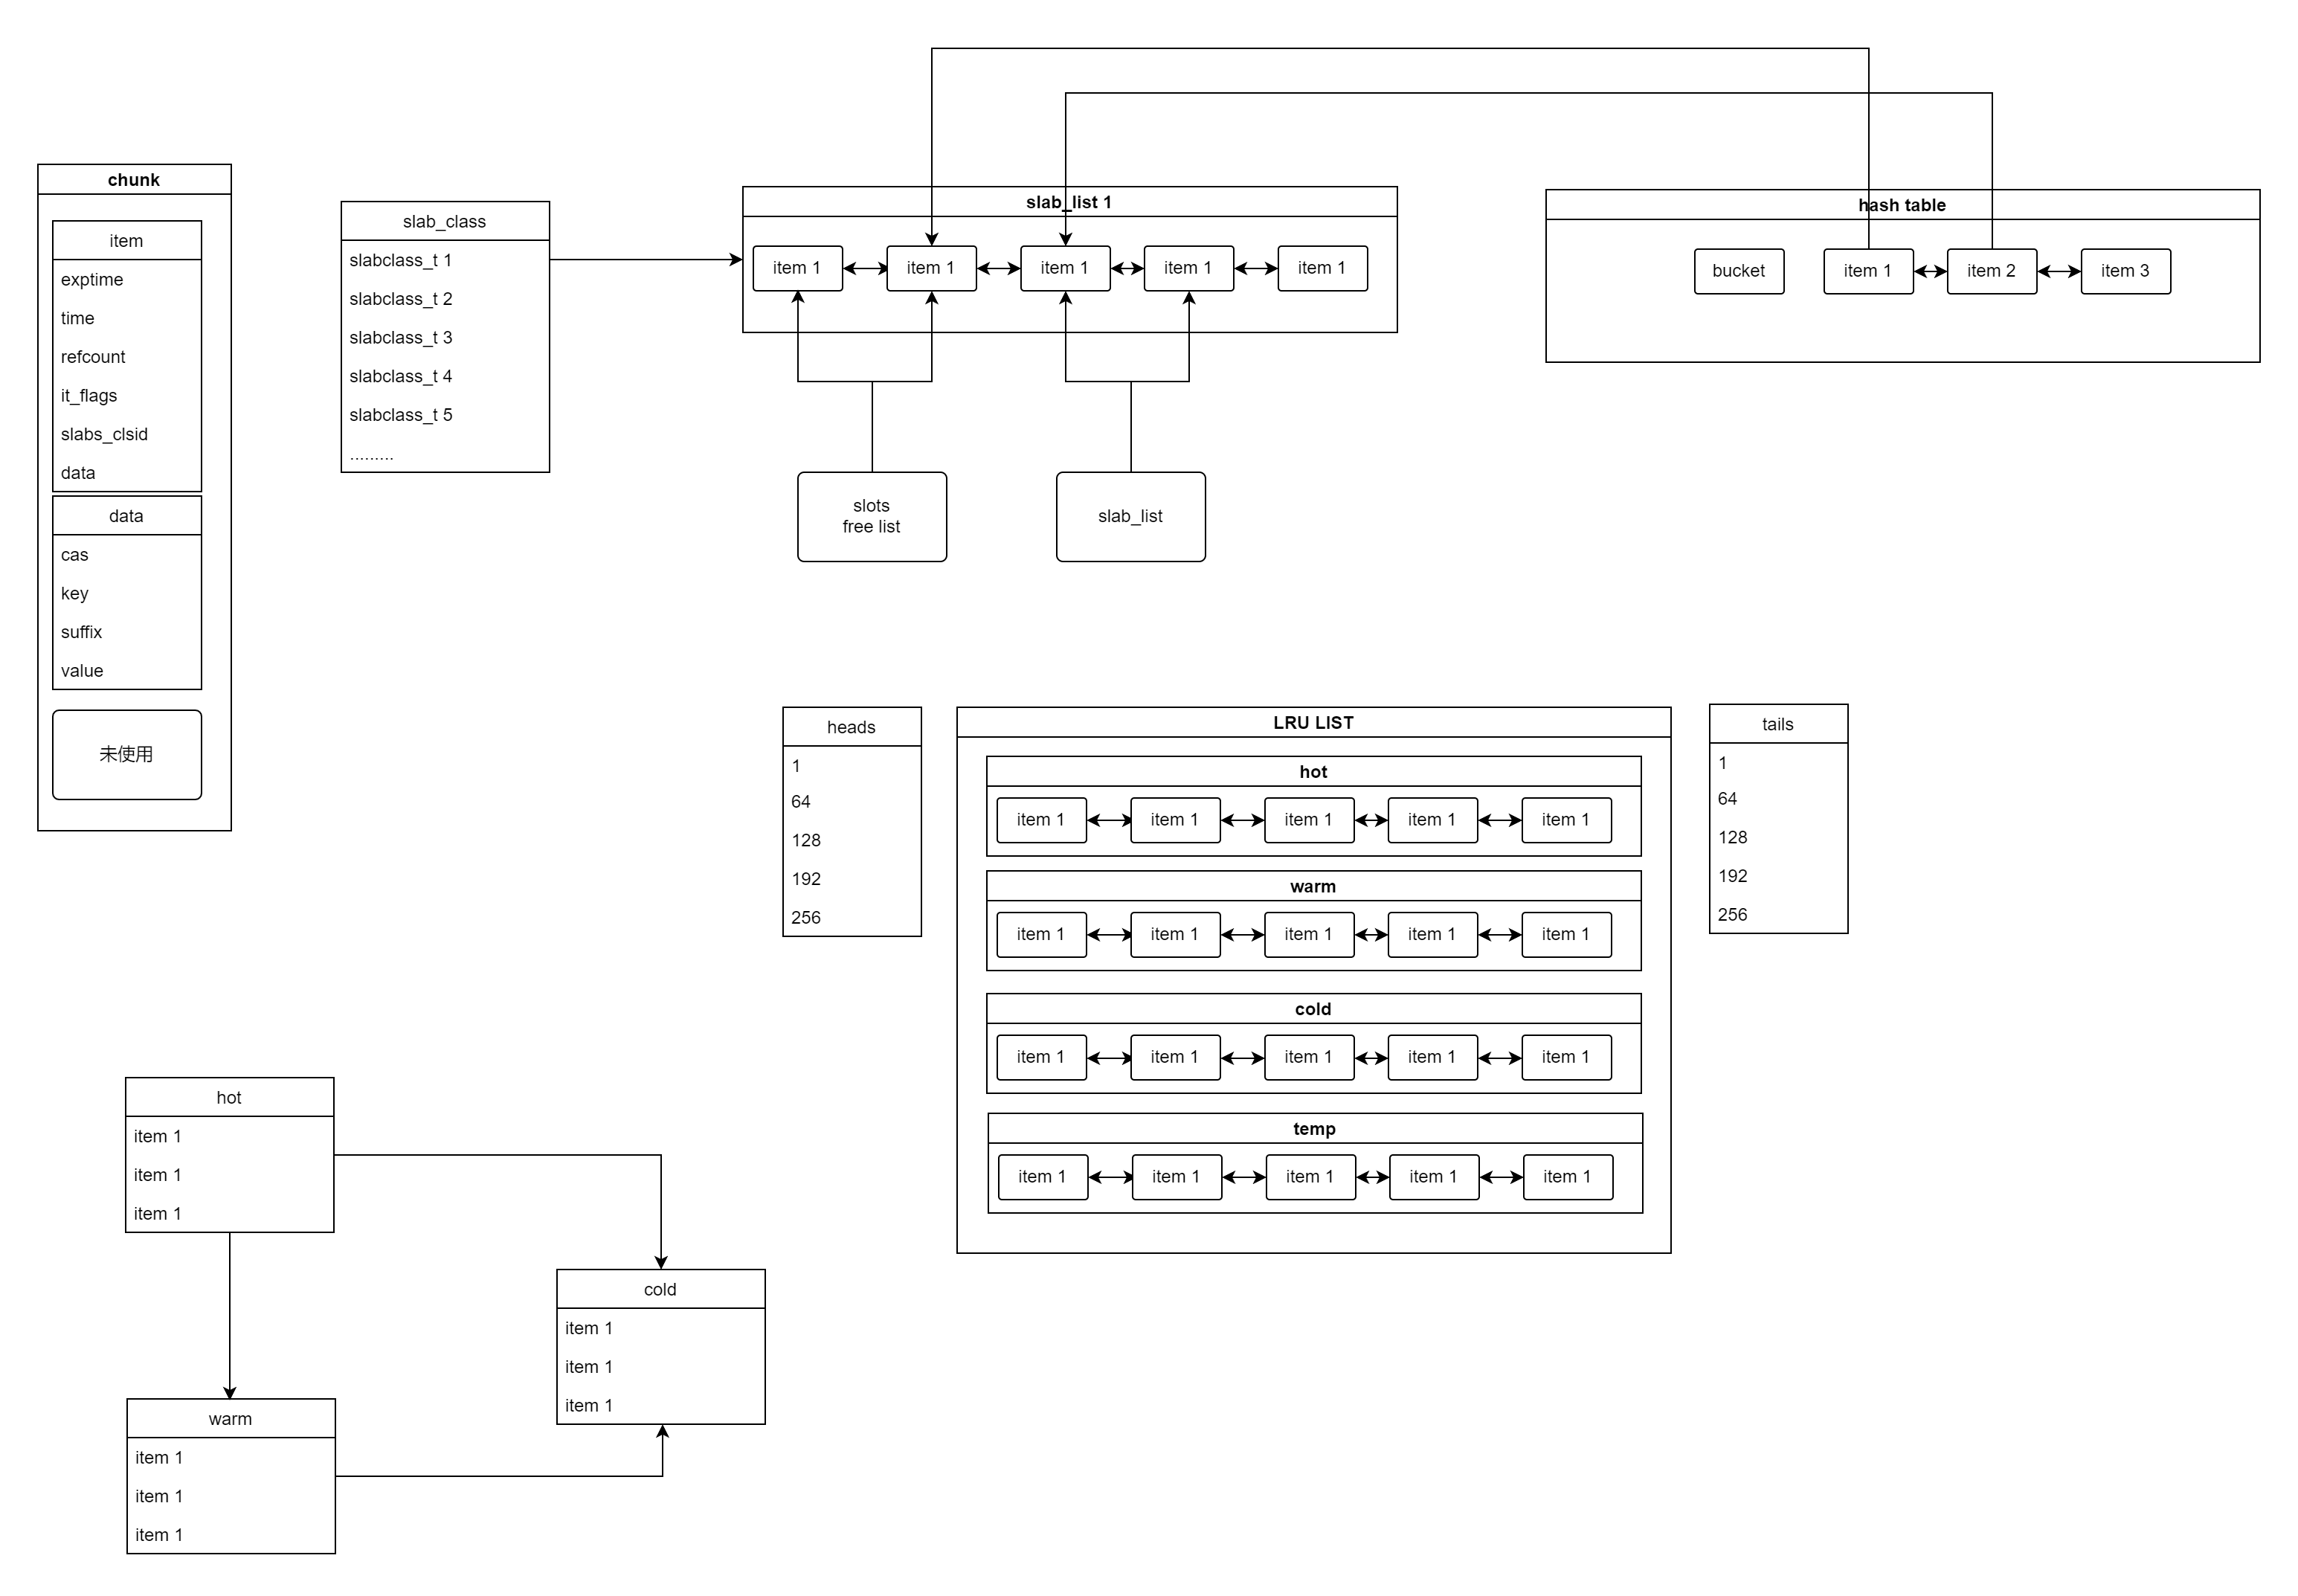 chunk
item
exptime
time
refcount
it_flags
slabs_clsid
data
data
cas
key
suffix
value
未使用
slab_class
slabclass_t 1
slabclass_t 2
slabclass_t 3
slabclass_t 4
slabclass_t 5
.........
slab_list 1
item 1
item 1
item 1
item 1
item 1
slots
free list
slab_list
hash table
bucket
item 1
item 2
item 3
heads
1
64
128
192
256
LRU LIST
hot
item 1
item 1
item 1
item 1
item 1
warm
item 1
item 1
item 1
item 1
item 1
cold
item 1
item 1
item 1
item 1
item 1
temp
item 1
item 1
item 1
item 1
item 1
tails
1
64
128
192
256
hot
item 1
item 1
item 1
cold
item 1
item 1
item 1
warm
item 1
item 1
item 1